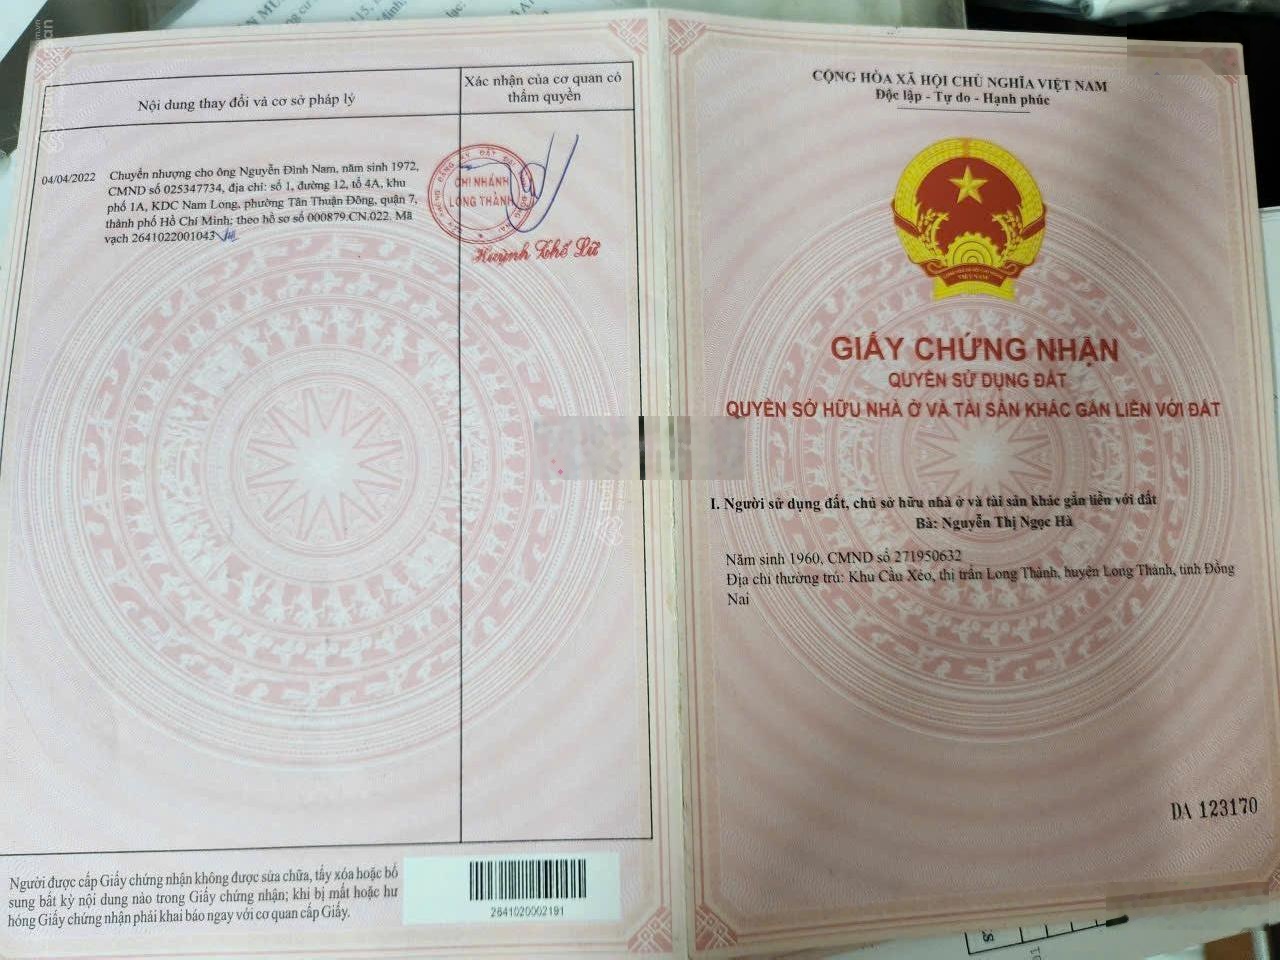 Nội dung thay đổi và cơ sở pháp lý
Xác nhận của cơ quan có
thẩm quyền
04/04/2022
Chuyển nhượng cho ông Nguyễn Đình Nam, năm sinh 1972,
CMND số 025347734, địa chỉ: số 1, đường 12, tổ 4A, khu
phố 1A, KDC Nam Long, phường Tân Thuận Đông, quận 7,
thành phố Hồ Chí Minh; theo hồ sơ số 000879.CN.022. Mã
vạch 2641022001043
CHI NHÁNH
LONG THÀNH
Huỳnh Thế Lữ
Người được cấp Giấy chứng nhận không được sửa chữa, tẩy xóa hoặc bổ
sung bất kỳ nội dung nào trong Giấy chứng nhận; khi bị mất hoặc hư
hỏng Giấy chứng nhận phải khai báo ngay với cơ quan cấp Giấy.
2641020002191
CỘNG HÒA XÃ HỘI CHỦ NGHĨA VIỆT NAM
Độc lập - Tự do - Hạnh phúc
VIỆT NAM
GIẤY CHỨNG NHẬN
QUYỀN SỬ DỤNG ĐẤT
QUYỀN SỞ HỮU NHÀ Ở VÀ TÀI SẢN KHÁC GẮN LIỀN VỚI ĐẤT
I. Người sử dụng đất, chủ sở hữu nhà ở và tài sản khác gắn liền với đất
Bà: Nguyễn Thị Ngọc Hà
Năm sinh 1960, CMND số 271950632
Địa chỉ thường trú: Khu Cầu Xéo, thị trấn Long Thành, huyện Long Thành, tỉnh Đồng
Nai
DA 123170